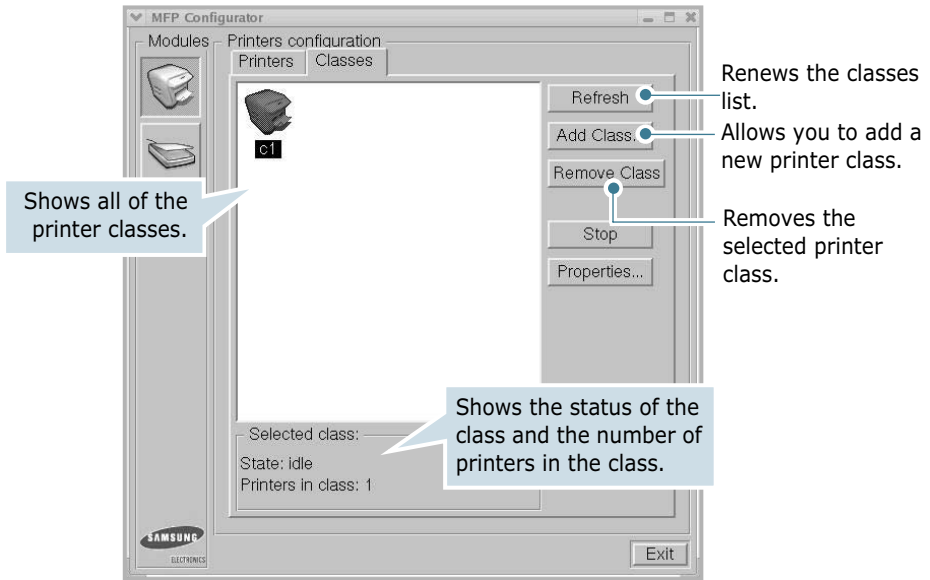 MFP Configurator
Modules
Printers configuration
Printers
Classes
c1
Refresh
Add Class..
Remove Class
Stop
Properties...
Renews the classes
list.
Allows you to add a
new printer class.
Removes the
selected printer
class.
Shows all of the
printer classes.
Shows the status of the
class and the number of
printers in the class.
Selected class:
State: idle
Printers in class: 1
SAMSUNG
ELECTRONICS
Exit